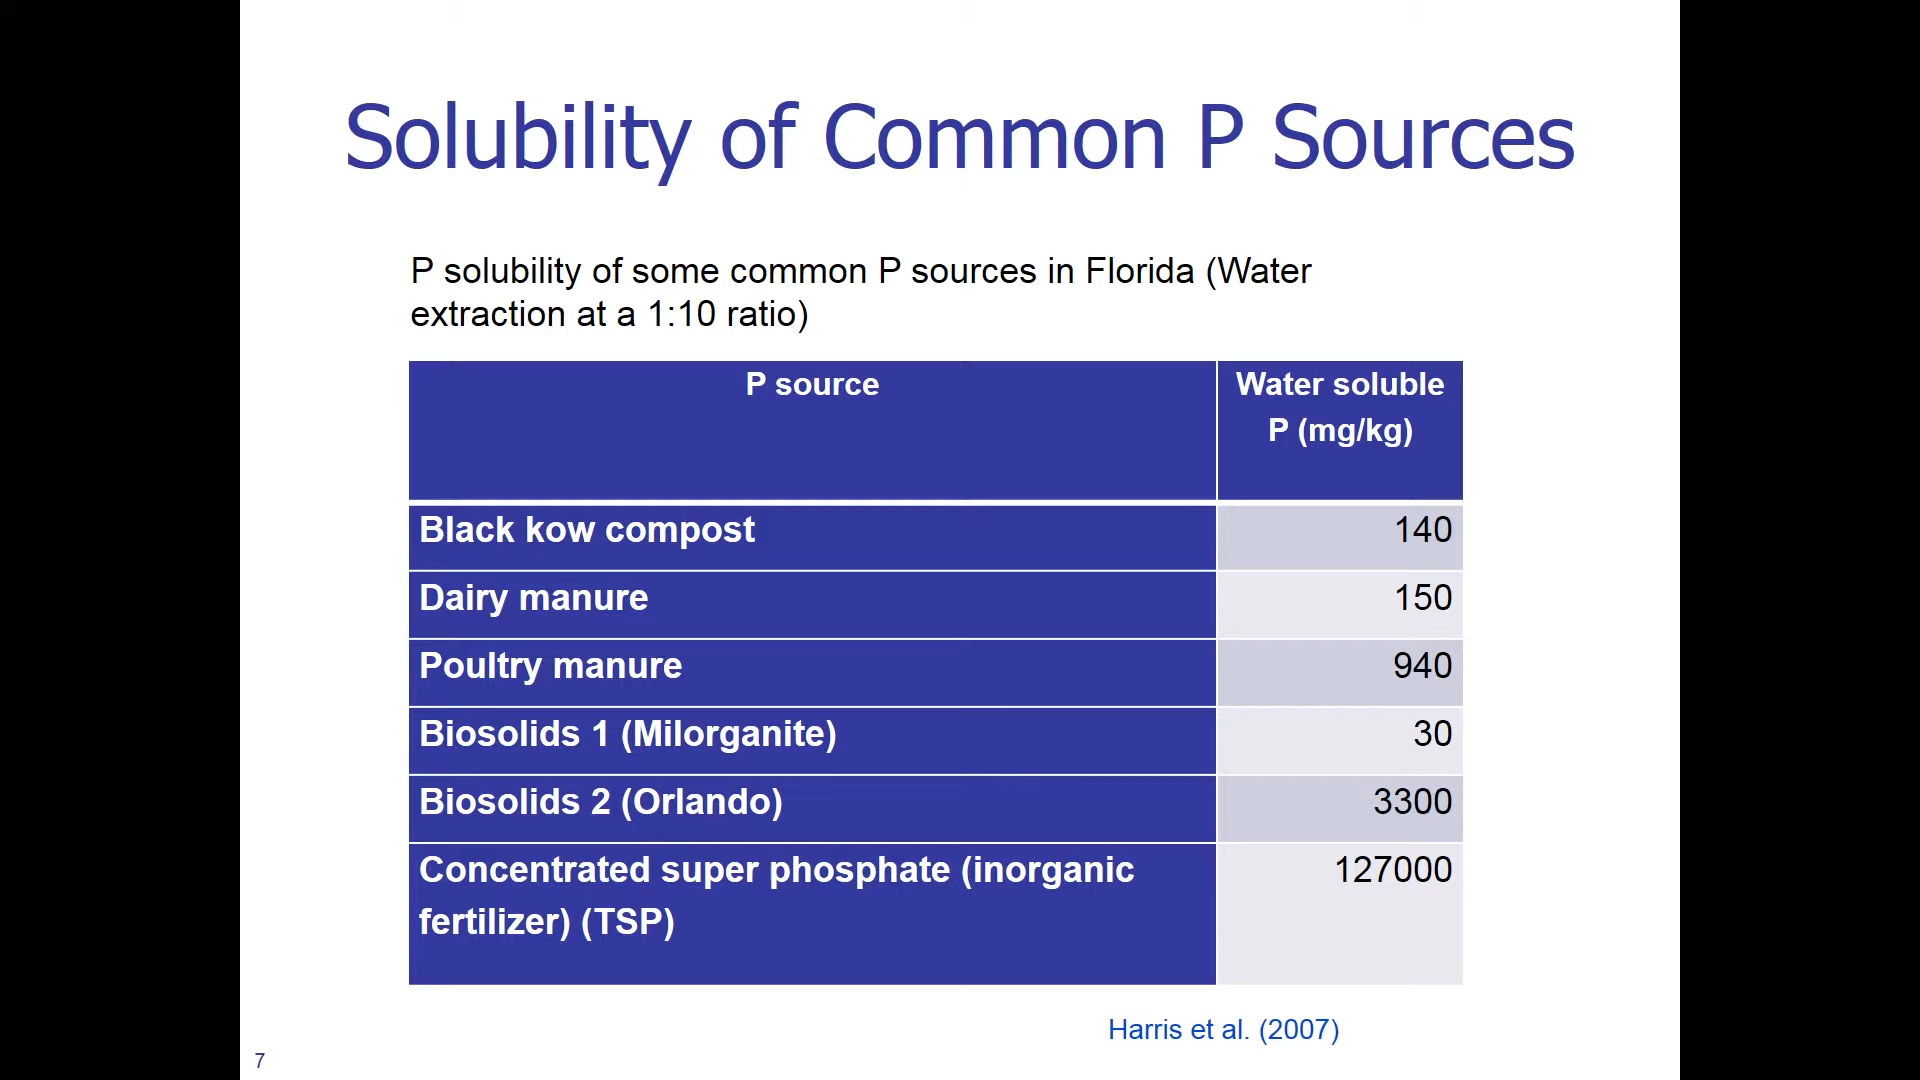 Solubility of Common P Sources
P solubility of some common P sources in Florida (Water
extraction at a 1:10 ratio)
P source
Water soluble
P (mg/kg)
Black kow compost 140
Dairy manure 150
Poultry manure 940
Biosolids 1 (Milorganite) 30
Biosolids 2 (Orlando) 3300
Concentrated super phosphate (inorganic 127000
fertilizer) (TSP)
Harris et al. (2007)
7